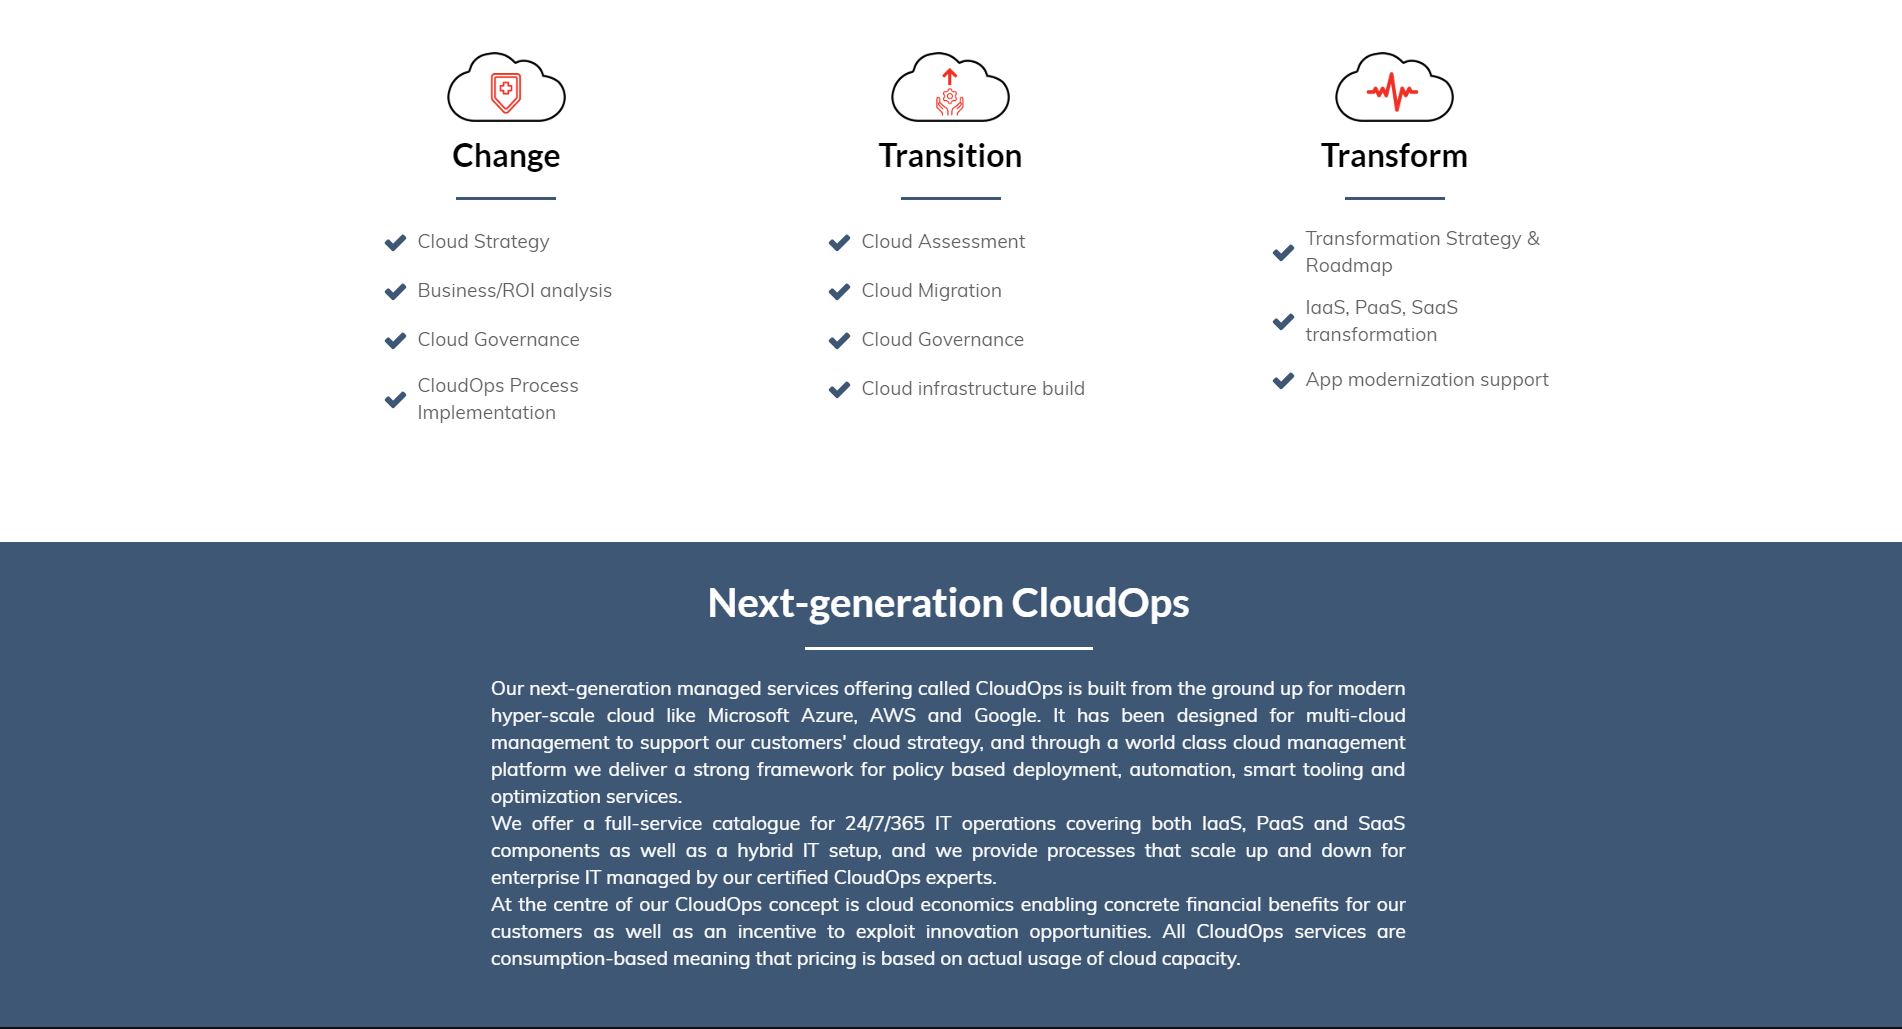 Change
Cloud Strategy
Business/ROI analysis
Cloud Governance
CloudOps Process
Implementation
Transition
Cloud Assessment
Cloud Migration
Cloud Governance
Cloud infrastructure build
Transform
Transformation Strategy &
Roadmap
IaaS, PaaS, SaaS
transformation
App modernization support
Next-generation CloudOps
Our next-generation managed services offering called CloudOps is built from the ground up for modern
hyper-scale cloud like Microsoft Azure, AWS and Google. It has been designed for multi-cloud
management to support our customers' cloud strategy, and through a world class cloud management
platform we deliver a strong framework for policy based deployment, automation, smart tooling and
optimization services.
We offer a full-service catalogue for 24/7/365 IT operations covering both IaaS, PaaS and SaaS
components as well as a hybrid IT setup, and we provide processes that scale up and down for
enterprise IT managed by our certified CloudOps experts.
At the centre of our CloudOps concept is cloud economics enabling concrete financial benefits for our
customers as well as an incentive to exploit innovation opportunities. All CloudOps services are
consumption-based meaning that pricing is based on actual usage of cloud capacity.